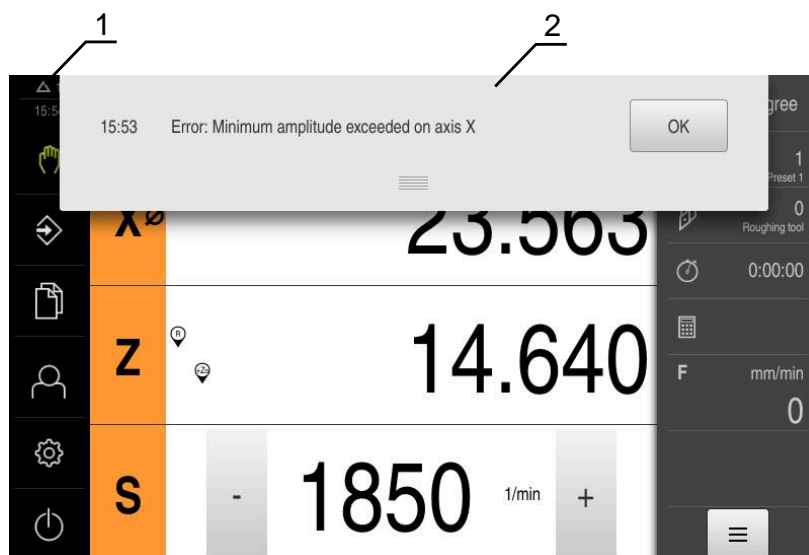 1
2
15:53 Error: Minimum amplitude exceeded on axis X OK
1
Preset 1
X⌀ 23.563
0
Roughing tool
0:00:00
Z R 14.640
F mm/min
0
S - 1850 1/min +